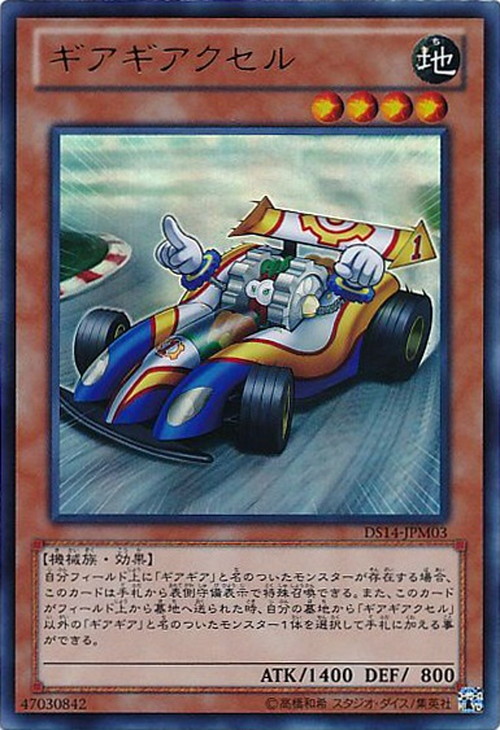 ギアギアクセル
地
1
DS14-JPM03
【機械族・効果】
自分フィールド上に「ギアギア」と名のついたモンスターが存在する場合、
このカードは手札から表側守備表示で特殊召喚できる。また、このカード
がフィールド上から墓地へ送られた時、自分の墓地から「ギアギアクセル」
以外の「ギアギア」と名のついたモンスター1体を選択して手札に加える事
ができる。
ATK/1400 DEF/ 800
47030842
©高橋和希 スタジオ・ダイス/集英社